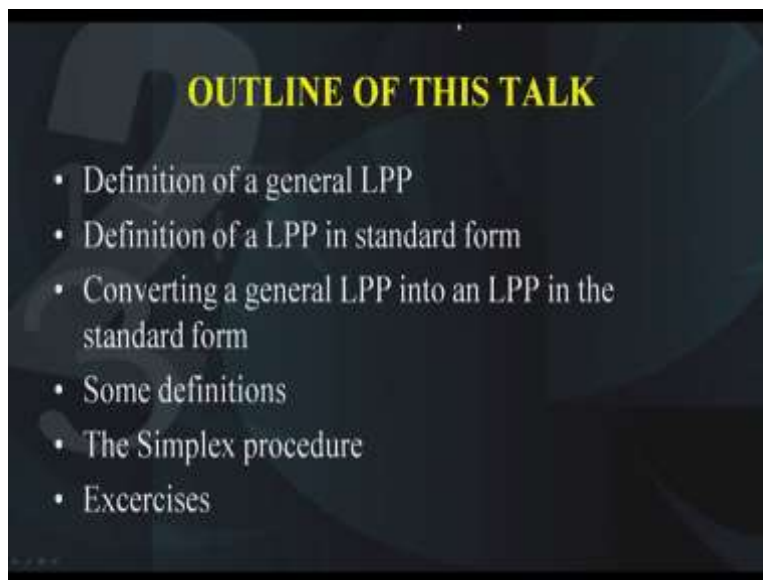 OUTLINE OF THIS TALK
• Definition of a general LPP
• Definition of a LPP in standard form
• Converting a general LPP into an LPP in the
standard form
• Some definitions
• The Simplex procedure
• Excercises